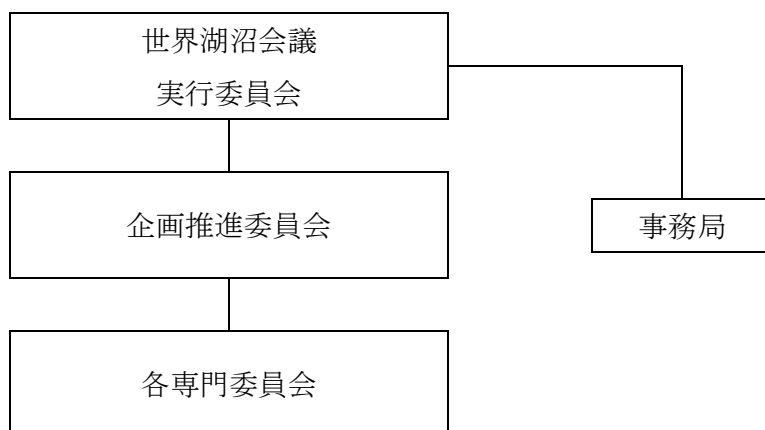 世界湖沼会議
実行委員会
企画推進委員会
事務局
各専門委員会